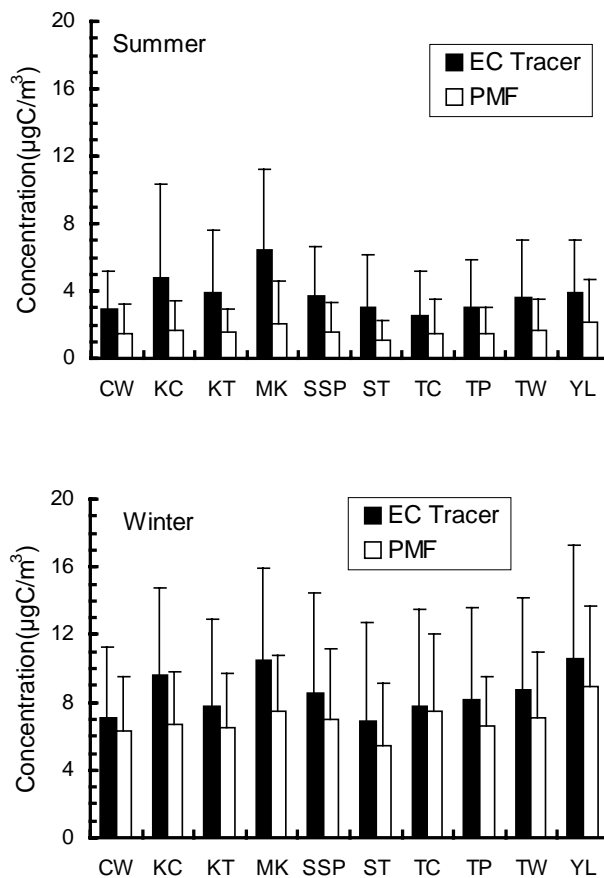 20
Summer
EC Tracer
PMF
16
12
8
4
0
Concentration(µgC/m³)
CW KC KT MK SSP ST TC TP TW YL
20
Winter
EC Tracer
PMF
16
12
8
4
0
Concentration(µgC/m³)
CW KC KT MK SSP ST TC TP TW YL